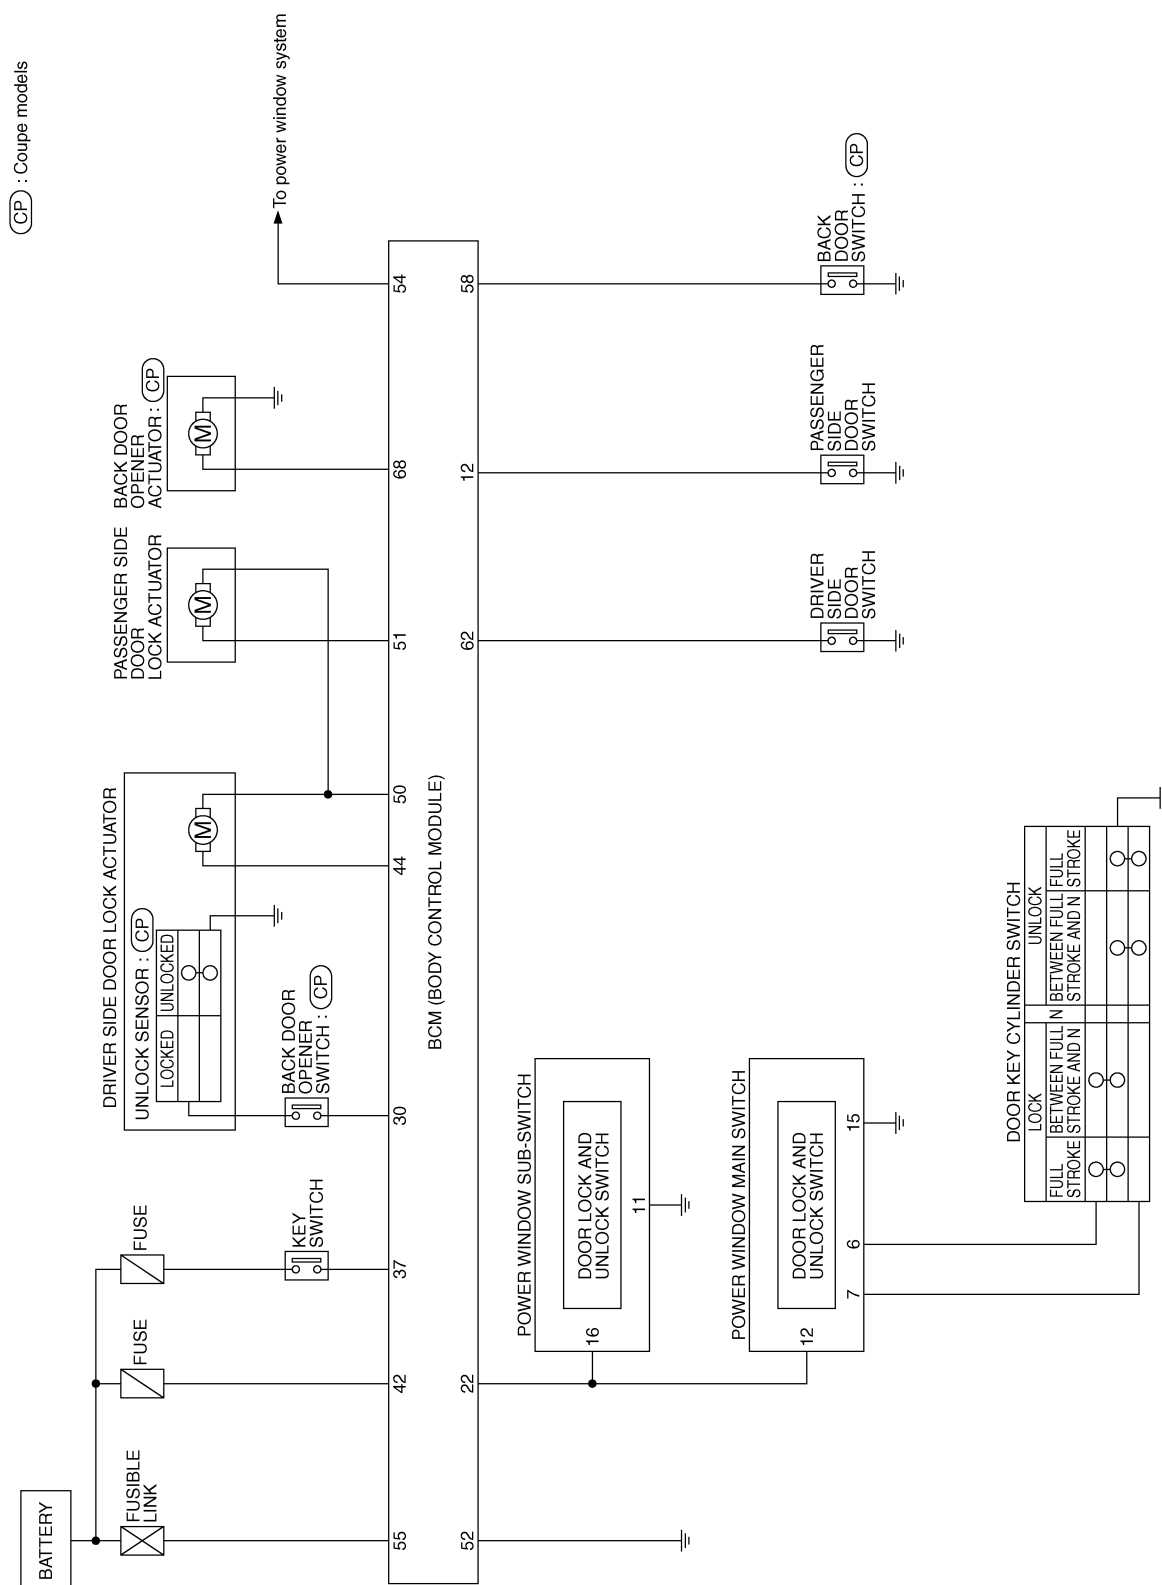 CP : Coupe models
BATTERY
FUSIBLE
LINK
FUSE
FUSE
KEY
SWITCH
DRIVER SIDE DOOR LOCK ACTUATOR
UNLOCK SENSOR : CP
LOCKED
UNLOCKED
M
BACK DOOR
OPENER
SWITCH : CP
PASSENGER SIDE
DOOR
LOCK ACTUATOR
M
BACK DOOR
OPENER
ACTUATOR : CP
M
To power window system
55
42
37
30
44
50
51
68
54
BCM (BODY CONTROL MODULE)
52
22
62
12
58
POWER WINDOW SUB-SWITCH
16
DOOR LOCK AND
UNLOCK SWITCH
11
POWER WINDOW MAIN SWITCH
12
DOOR LOCK AND
UNLOCK SWITCH
7
6
15
DRIVER
SIDE
DOOR
SWITCH
PASSENGER
SIDE
DOOR
SWITCH
BACK
DOOR
SWITCH : CP
DOOR KEY CYLINDER SWITCH
LOCK
UNLOCK
FULL
STROKE
BETWEEN FULL
STROKE AND N
N
BETWEEN FULL
STROKE AND N
FULL
STROKE